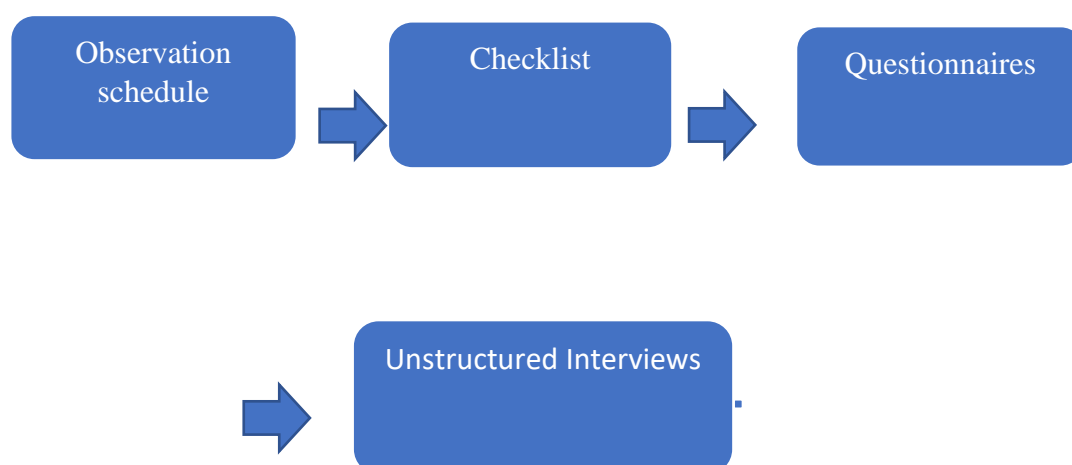 Observation
schedule
Checklist
Questionnaires
Unstructured Interviews